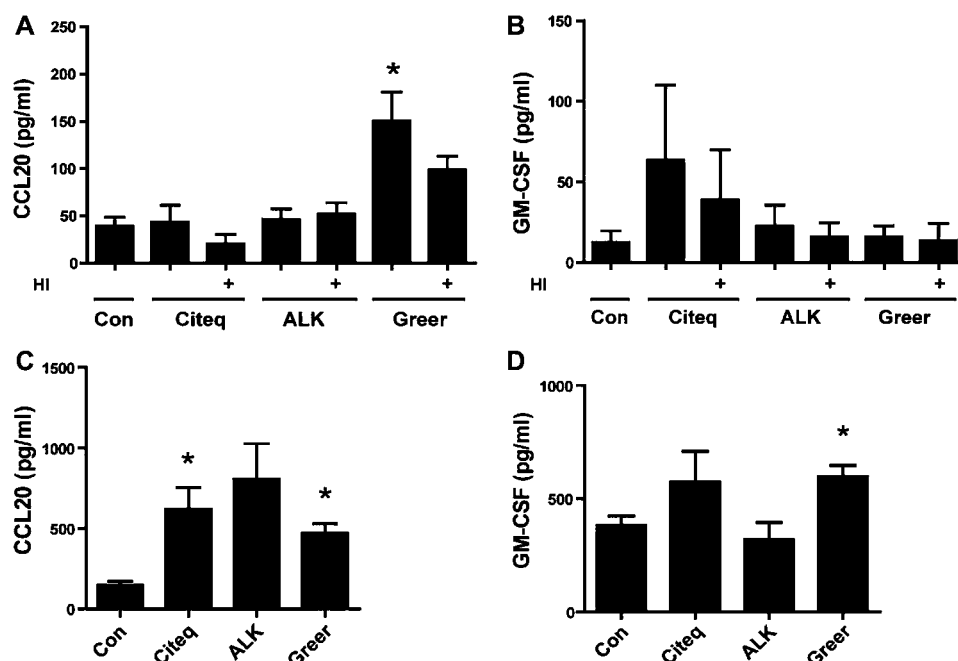 A
CCL20 (pg/ml)
250
200
150
100
50
0
*
HI + + +
Con Citeq ALK Greer
B
GM-CSF (pg/ml)
150
100
50
0
HI + + +
Con Citeq ALK Greer
C
CCL20 (pg/ml)
1500
1000
500
0
* *
Con Citeq ALK Greer
D
GM-CSF (pg/ml)
1000
500
0
*
Con Citeq ALK Greer